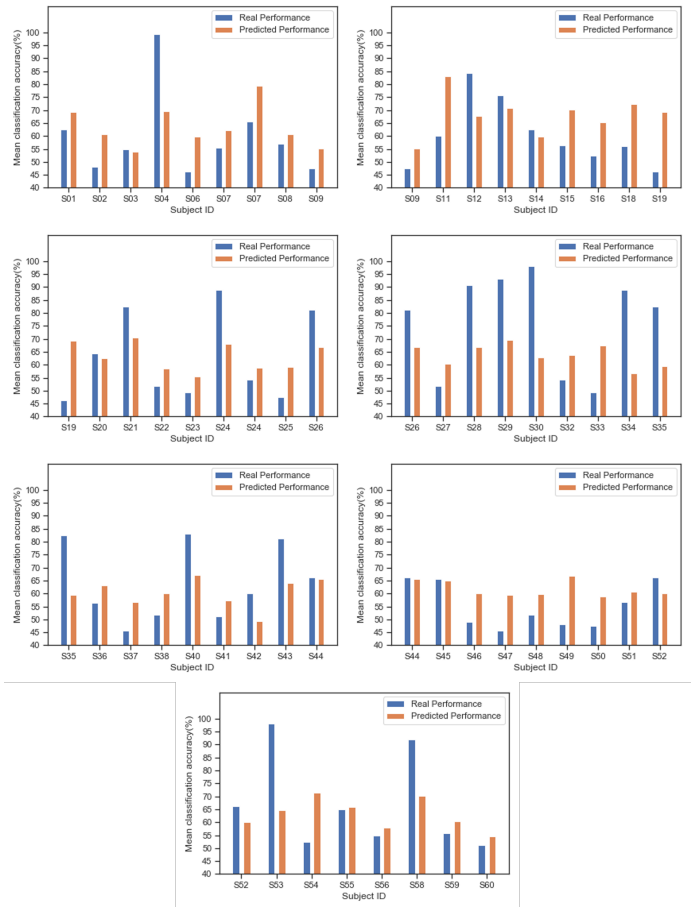 Real Performance
Predicted Performance
Mean classification accuracy(%)
100
95
90
85
80
75
70
65
60
55
50
45
40
S01 S02 S03 S04 S06 S07 S07 S08 S09
Subject ID
Real Performance
Predicted Performance
Mean classification accuracy(%)
100
95
90
85
80
75
70
65
60
55
50
45
40
S09 S11 S12 S13 S14 S15 S16 S18 S19
Subject ID
Real Performance
Predicted Performance
Mean classification accuracy(%)
100
95
90
85
80
75
70
65
60
55
50
45
40
S19 S20 S21 S22 S23 S24 S24 S25 S26
Subject ID
Real Performance
Predicted Performance
Mean classification accuracy(%)
100
95
90
85
80
75
70
65
60
55
50
45
40
S26 S27 S28 S29 S30 S32 S33 S34 S35
Subject ID
Real Performance
Predicted Performance
Mean classification accuracy(%)
100
95
90
85
80
75
70
65
60
55
50
45
40
S35 S36 S37 S38 S40 S41 S42 S43 S44
Subject ID
Real Performance
Predicted Performance
Mean classification accuracy(%)
100
95
90
85
80
75
70
65
60
55
50
45
40
S44 S45 S46 S47 S48 S49 S50 S51 S52
Subject ID
Real Performance
Predicted Performance
Mean classification accuracy(%)
100
95
90
85
80
75
70
65
60
55
50
45
40
S52 S53 S54 S55 S56 S58 S59 S60
Subject ID